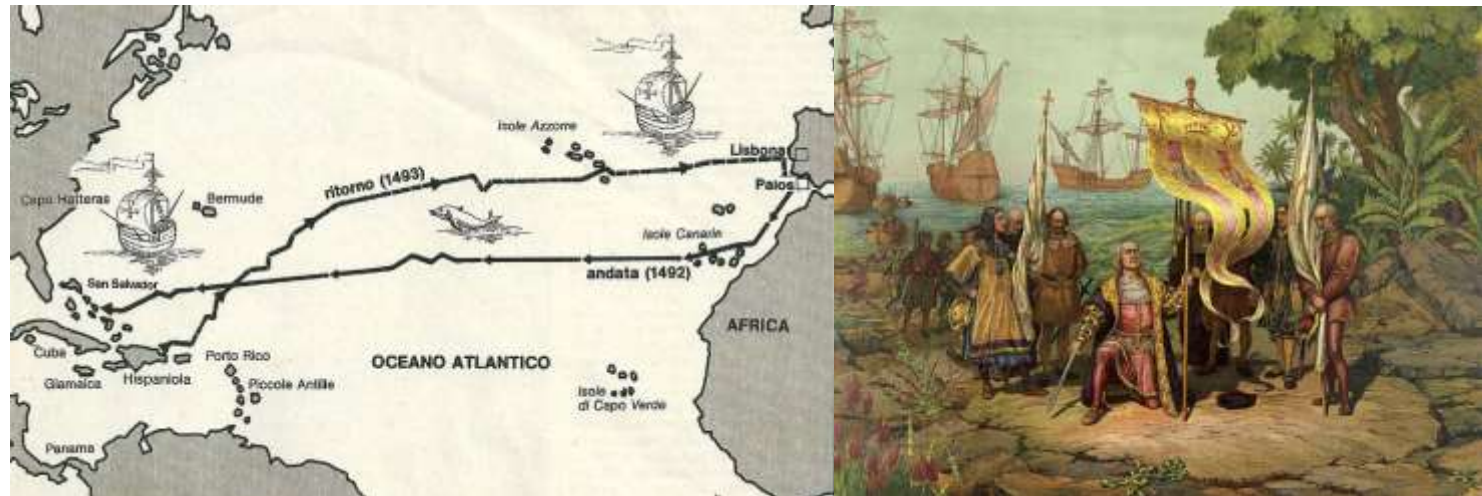 Isole Azzorre
Lisbona
Palos
ritorno (1493)
Capo Hatteras
Bermude
Isole Canarie
andata (1492)
San Salvador
AFRICA
Cuba
Porto Rico
OCEANO ATLANTICO
Giamaica
Hispaniola
Piccole Antille
Isole
di Capo Verde
Panama